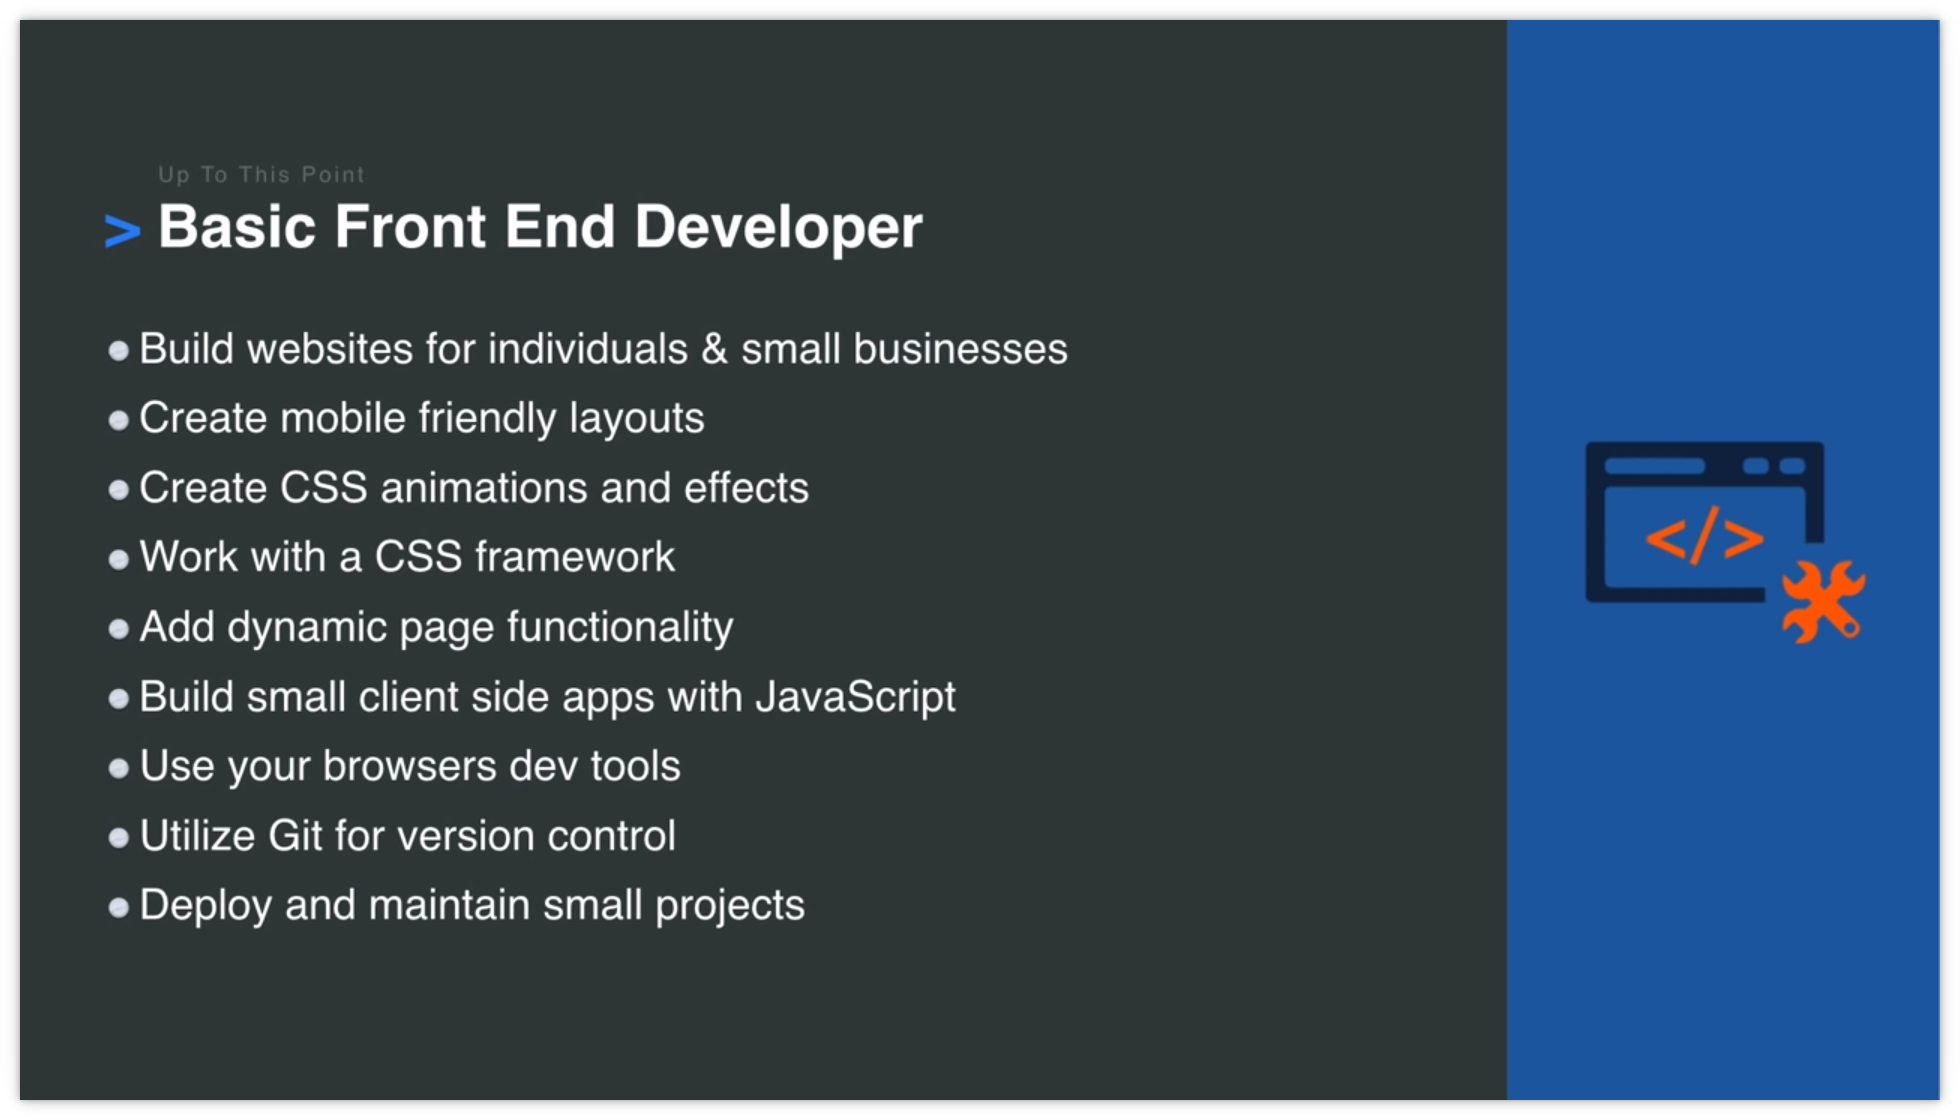 Up To This Point
> Basic Front End Developer
Build websites for individuals & small businesses
Create mobile friendly layouts
Create CSS animations and effects
Work with a CSS framework
Add dynamic page functionality
Build small client side apps with JavaScript
Use your browsers dev tools
Utilize Git for version control
Deploy and maintain small projects
</>